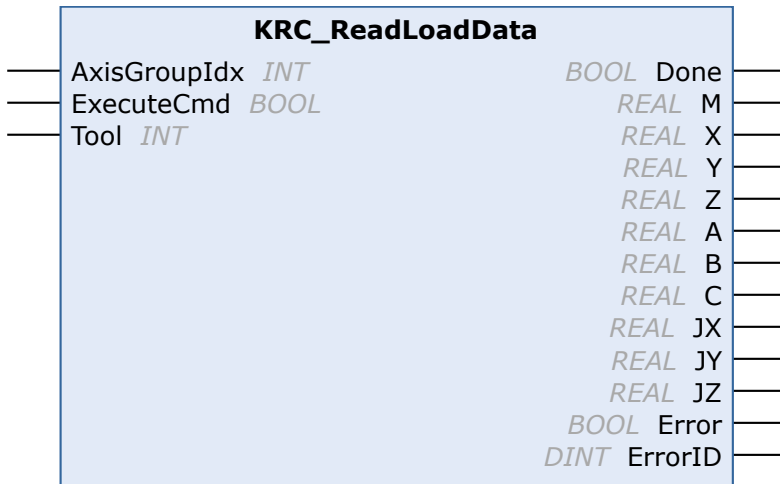 KRC_ReadLoadData
AxisGroupIdx INT BOOL Done
ExecuteCmd BOOL REAL M
Tool INT REAL X
REAL Y
REAL Z
REAL A
REAL B
REAL C
REAL JX
REAL JY
REAL JZ
BOOL Error
DINT ErrorID